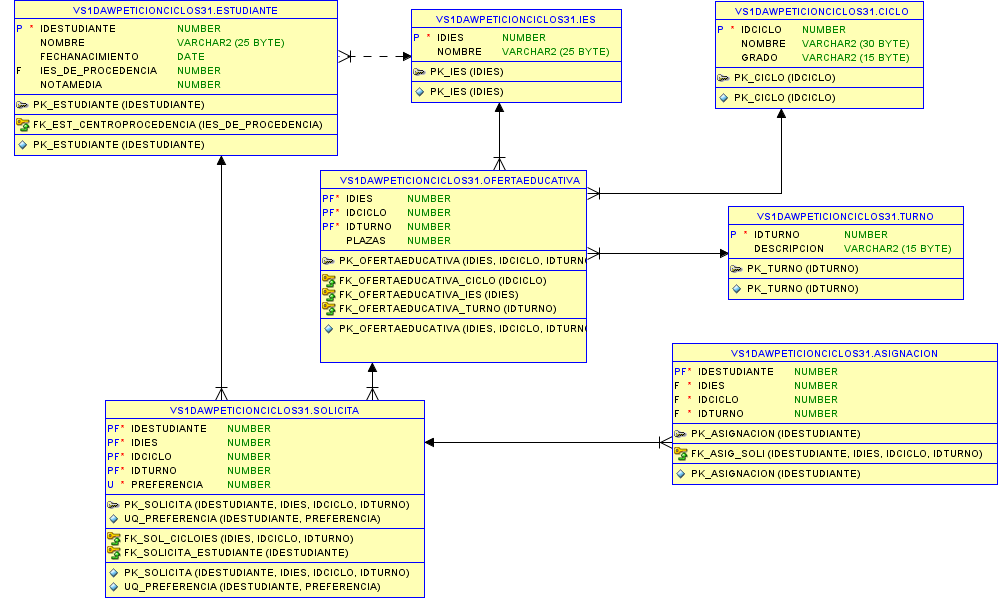 VS1DAWPETICIONCICLOS31.ESTUDIANTE
P * IDESTUDIANTE NUMBER
NOMBRE VARCHAR2 (25 BYTE)
FECHANACIMIENTO DATE
F IES_DE_PROCEDENCIA NUMBER
NOTAMEDIA NUMBER
PK_ESTUDIANTE (IDESTUDIANTE)
FK_EST_CENTROPROCEDENCIA (IES_DE_PROCEDENCIA)
PK_ESTUDIANTE (IDESTUDIANTE)
VS1DAWPETICIONCICLOS31.IES
P * IDIES NUMBER
NOMBRE VARCHAR2 (25 BYTE)
PK_IES (IDIES)
PK_IES (IDIES)
VS1DAWPETICIONCICLOS31.CICLO
P * IDCICLO NUMBER
NOMBRE VARCHAR2 (30 BYTE)
GRADO VARCHAR2 (15 BYTE)
PK_CICLO (IDCICLO)
PK_CICLO (IDCICLO)
VS1DAWPETICIONCICLOS31.OFERTAEDUCATIVA
PF* IDIES NUMBER
PF* IDCICLO NUMBER
PF* IDTURNO NUMBER
PLAZAS NUMBER
PK_OFERTAEDUCATIVA (IDIES, IDCICLO, IDTURN
FK_OFERTAEDUCATIVA_CICLO (IDCICLO)
FK_OFERTAEDUCATIVA_IES (IDIES)
FK_OFERTAEDUCATIVA_TURNO (IDTURNO)
PK_OFERTAEDUCATIVA (IDIES, IDCICLO, IDTURN
VS1DAWPETICIONCICLOS31.TURNO
P * IDTURNO NUMBER
DESCRIPCION VARCHAR2 (15 BYTE)
PK_TURNO (IDTURNO)
PK_TURNO (IDTURNO)
VS1DAWPETICIONCICLOS31.ASIGNACION
PF* IDESTUDIANTE NUMBER
F * IDIES NUMBER
F * IDCICLO NUMBER
F * IDTURNO NUMBER
PK_ASIGNACION (IDESTUDIANTE)
FK_ASIG_SOLI (IDESTUDIANTE, IDIES, IDCICLO, IDTURNO)
PK_ASIGNACION (IDESTUDIANTE)
VS1DAWPETICIONCICLOS31.SOLICITA
PF* IDESTUDIANTE NUMBER
PF* IDIES NUMBER
PF* IDCICLO NUMBER
PF* IDTURNO NUMBER
U * PREFERENCIA NUMBER
PK_SOLICITA (IDESTUDIANTE, IDIES, IDCICLO, IDTURNO)
UQ_PREFERENCIA (IDESTUDIANTE, PREFERENCIA)
FK_SOL_CICLOIES (IDIES, IDCICLO, IDTURNO)
FK_SOLICITA_ESTUDIANTE (IDESTUDIANTE)
PK_SOLICITA (IDESTUDIANTE, IDIES, IDCICLO, IDTURNO)
UQ_PREFERENCIA (IDESTUDIANTE, PREFERENCIA)